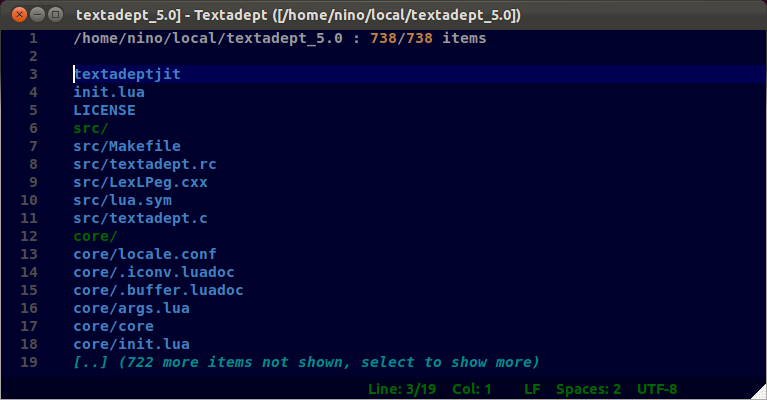 textadept_5.0] - Textadept ([/home/nino/local/textadept_5.0])
1 /home/nino/local/textadept_5.0 : 738/738 items
2
3 textadeptjit
4 init.lua
5 LICENSE
6 src/
7 src/Makefile
8 src/textadept.rc
9 src/LexLPeg.cxx
10 src/lua.sym
11 src/textadept.c
12 core/
13 core/locale.conf
14 core/.iconv.luadoc
15 core/.buffer.luadoc
16 core/args.lua
17 core/core
18 core/init.lua
19 [..] (722 more items not shown, select to show more)
Line: 3/19 Col: 1 LF Spaces: 2 UTF-8